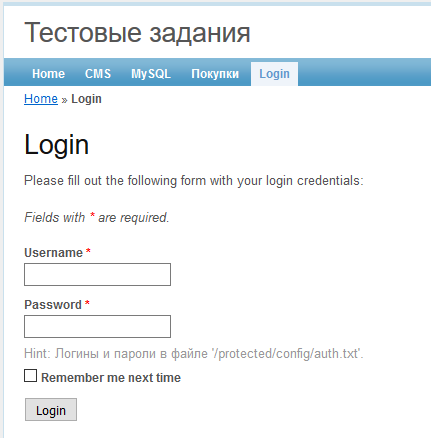 Тестовые задания
Home CMS MySQL Покупки Login
Home » Login
Login
Please fill out the following form with your login credentials:
Fields with * are required.
Username *
Password *
Hint: Логины и пароли в файле '/protected/config/auth.txt'.
Remember me next time
Login